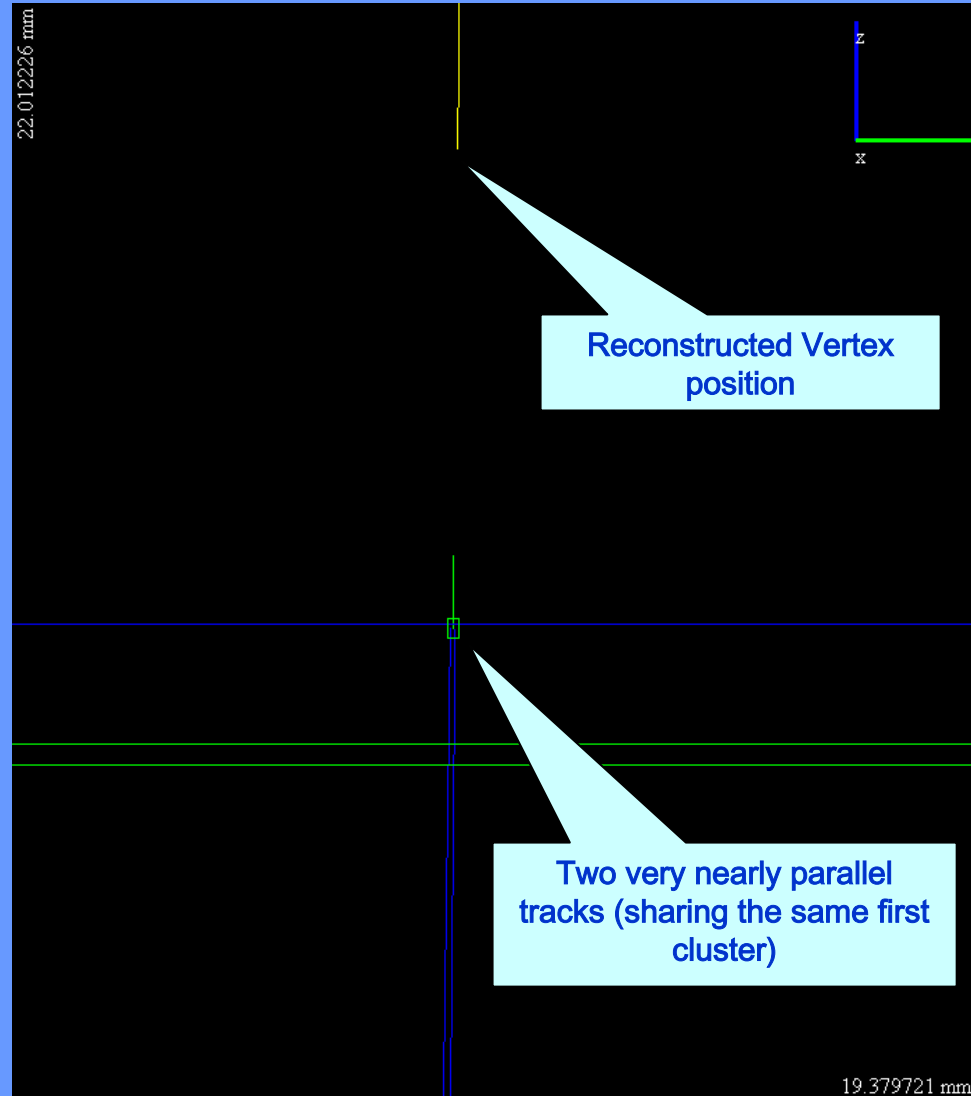 22.012226 mm
z
x
Reconstructed Vertex
position
Two very nearly parallel
tracks (sharing the same first
cluster)
19.379721 mm